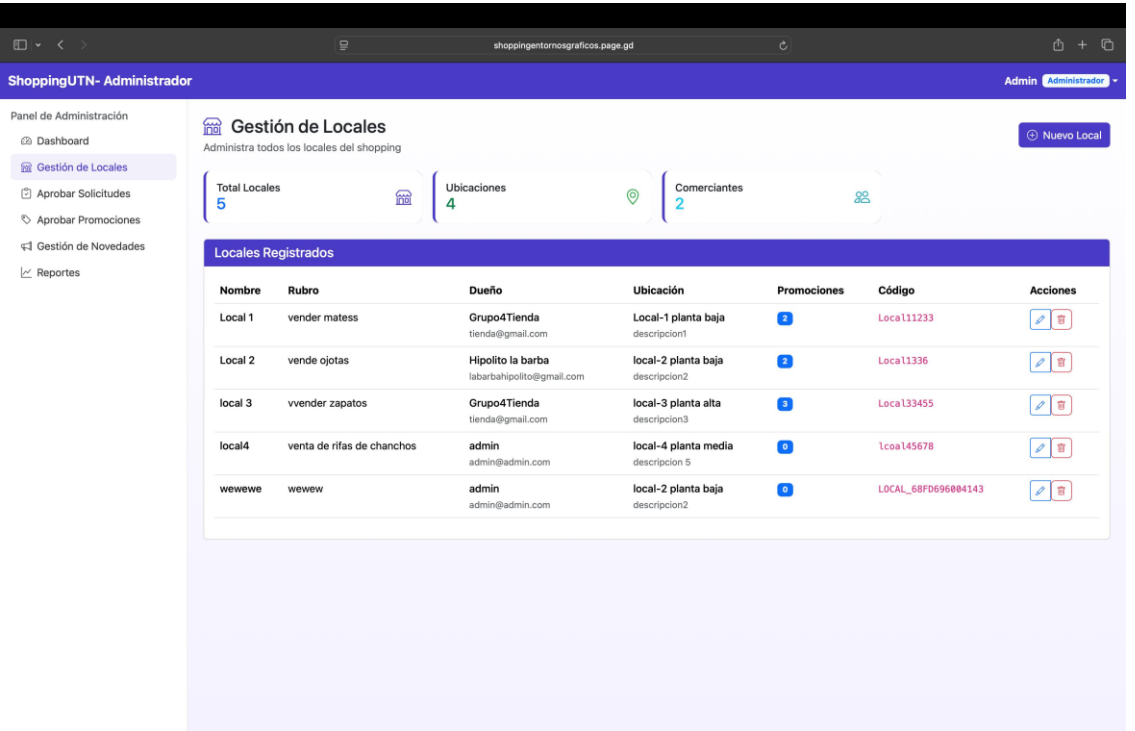 shoppingentornosgraficos.page.gd
ShoppingUTN- Administrador
Admin Administrador
Panel de Administración
Dashboard
Gestión de Locales
Aprobar Solicitudes
Aprobar Promociones
Gestión de Novedades
Reportes
Gestión de Locales
Administra todos los locales del shopping
Nuevo Local
Total Locales
5
Ubicaciones
4
Comerciantes
2
Locales Registrados
Nombre Rubro Dueño Ubicación Promociones Código Acciones
Local 1 vender matess Grupo4Tienda Local-1 planta baja 2 Local11233
tienda@gmail.com descripcion1
Local 2 vende ojotas Hipolito la barba local-2 planta baja 2 Local1336
labarbahipolito@gmail.com descripcion2
local 3 vvender zapatos Grupo4Tienda local-3 planta alta 3 Local33455
tienda@gmail.com descripcion3
local4 venta de rifas de chanchos admin local-4 planta media 0 lcoal45678
admin@admin.com descripcion 5
wewewe wewew admin local-2 planta baja 0 LOCAL_68FD696004143
admin@admin.com descripcion2